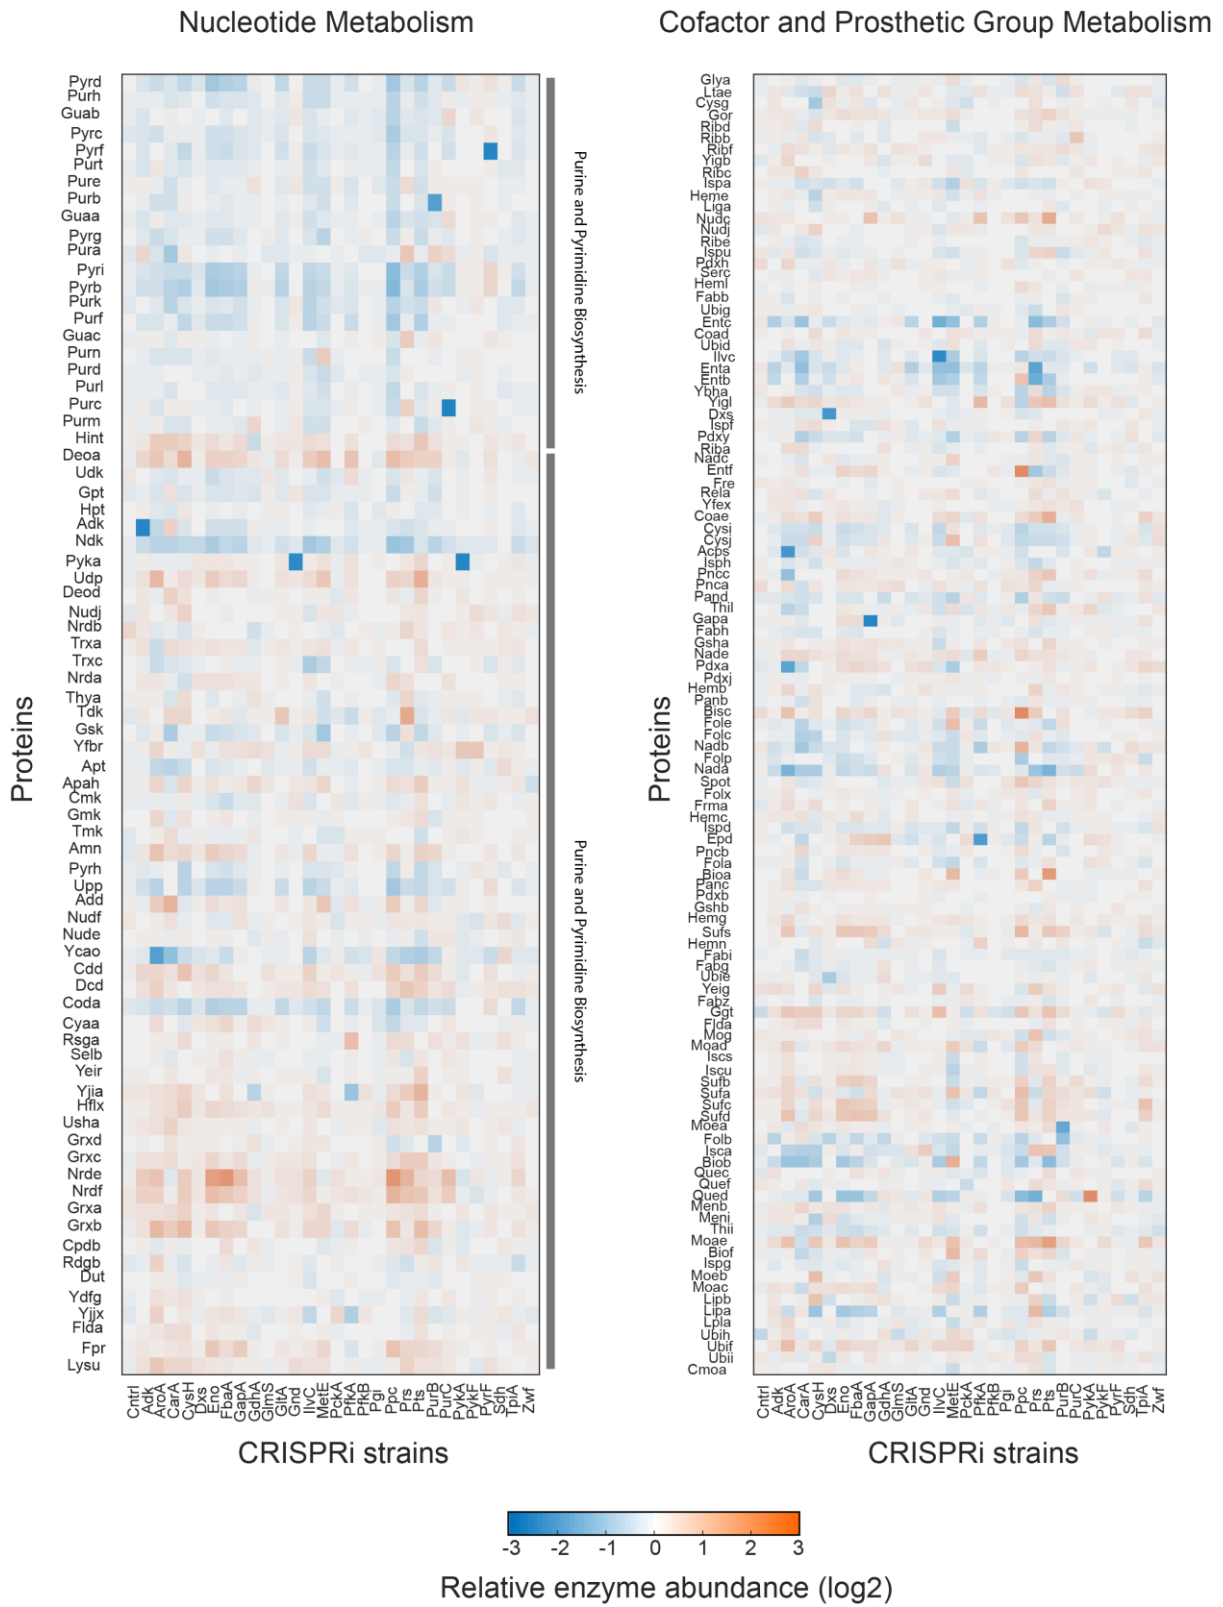 Nucleotide Metabolism
Pyrd
Purh
Guab
Pyrc
Pyrf
Purt
Pure
Purb
Guaa
Pyrg
Pura
Pyri
Pyrb
Purk
Purf
Guac
Purn
Purd
Purl
Purc
Purm
Hint
Deoa
Udk
Gpt
Hpt
Adk
Ndk
Pyka
Udp
Deod
Nudj
Nrdb
Trxa
Trxc
Nrda
Thya
Tdk
Gsk
Yfbr
Apt
Apah
Cmk
Gmk
Tmk
Amn
Pyrh
Upp
Add
Nudf
Nude
Ycao
Cdd
Dcd
Coda
Cyaa
Rsga
Selb
Yeir
Yjia
Hflx
Usha
Grxd
Grxc
Nrde
Nrdf
Grxa
Grxb
Cpdb
Rdgb
Dut
Ydfg
Yjjx
Flda
Fpr
Lysu
Proteins
Purine and Pyrimidine Biosynthesis
Purine and Pyrimidine Biosynthesis
Cntrl
Adk
AroA
CarA
CysH
Dxs
Eno
FbaA
GapA
GdhA
GlmS
GltA
Gnd
IlvC
MetE
PckA
PfkA
PfkB
Pgi
Ppc
Prs
Pts
PurB
PurC
PykA
PykF
PyrF
Sdh
TpiA
Zwf
CRISPRi strains
Cofactor and Prosthetic Group Metabolism
Glya
Ltae
Cysg
Gor
Ribd
Ribb
Ribf
Yigb
Ribc
Ispa
Heme
Liga
Nudc
Nudj
Ribe
Ispu
Pdxh
Serc
Heml
Fabb
Ubig
Entc
Coad
Ubid
Ilvc
Enta
Entb
Ybha
Yigl
Dxs
Ispf
Pdxy
Riba
Nadc
Entf
Fre
Rela
Yfex
Coae
Cysi
Cysj
Acps
Isph
Pncc
Pnca
Pand
Thil
Gapa
Fabh
Gsha
Nade
Pdxa
Pdxj
Hemb
Panb
Bisc
Fole
Folc
Nadb
Folp
Nada
Spot
Folx
Frma
Hemc
Ispd
Epd
Pncb
Fola
Bioa
Panc
Pdxb
Gshb
Hemg
Sufs
Hemn
Fabi
Fabg
Ubie
Yeig
Fabz
Ggt
Flda
Mog
Moad
Iscs
Iscu
Sufb
Sufa
Sufc
Sufd
Moea
Folb
Isca
Biob
Quec
Quef
Qued
Menb
Meni
Thii
Moae
Biof
Ispg
Moeb
Moac
Lipb
Lipa
Lpla
Ubih
Ubif
Ubii
Cmoa
Proteins
Cntrl
Adk
AroA
CarA
CysH
Dxs
Eno
FbaA
GapA
GdhA
GlmS
GltA
Gnd
IlvC
MetE
PckA
PfkA
PfkB
Pgi
Ppc
Prs
Pts
PurB
PurC
PykA
PykF
PyrF
Sdh
TpiA
Zwf
CRISPRi strains
-3 -2 -1 0 1 2 3
Relative enzyme abundance (log2)